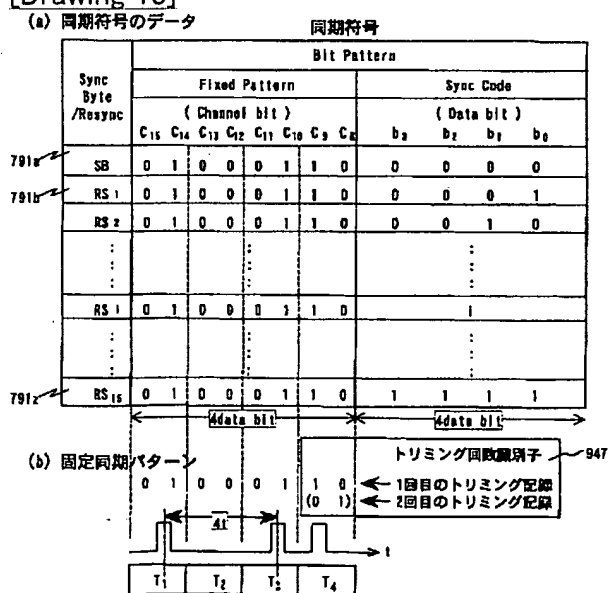 [Drawing 16]
(a) 同期符号のデータ
同期符号
Sync Byte /Resync
Bit Pattern
Fixed Pattern
Sync Code
( Channel bit )
( Data bit )
C15 C14 C13 C12 C11 C10 C9 C8 b3 b2 b1 b0
791a SB 0 1 0 0 0 1 1 0 0 0 0 0
791b RS 1 0 1 0 0 0 1 1 0 0 0 0 1
RS 2 0 1 0 0 0 1 1 0 0 0 1 0
RS i 0 1 0 0 0 1 1 0 i
791z RS 15 0 1 0 0 0 1 1 0 1 1 1 1
4data bit 4data bit
(b) 固定同期パターン
トリミング回数識別子 947
0 1 0 0 0 1 1 0 1回目のトリミング記録
(0 1) 2回目のトリミング記録
4t
t
T1 T2 T3 T4